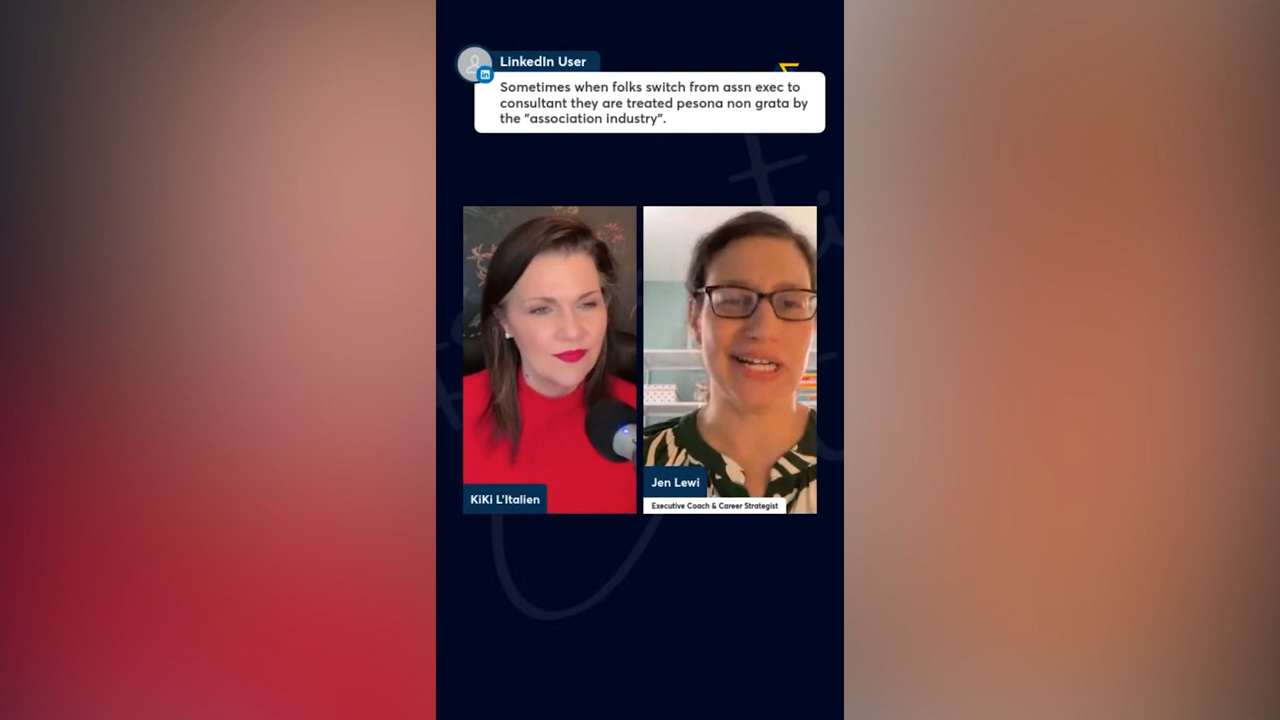 LinkedIn User
Sometimes when folks switch from assn exec to
consultant they are treated pesona non grata by
the "association industry".
KiKi L'Italien
Jen Lewi
Executive Coach & Career Strategist